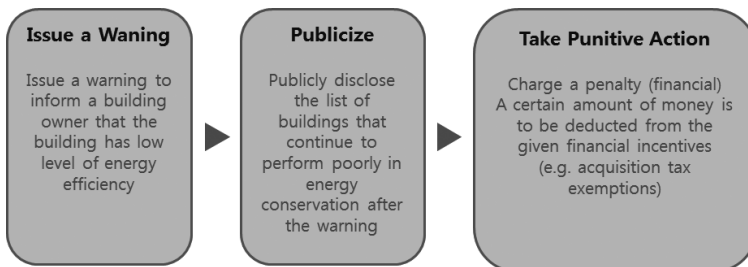 Issue a Waning
Issue a warning to
inform a building
owner that the
building has low
level of energy
efficiency
Publicize
Publicly disclose
the list of
buildings that
continue to
perform poorly in
energy
conservation after
the warning
Take Punitive Action
Charge a penalty (financial)
A certain amount of money is
to be deducted from the
given financial incentives
(e.g. acquisition tax
exemptions)